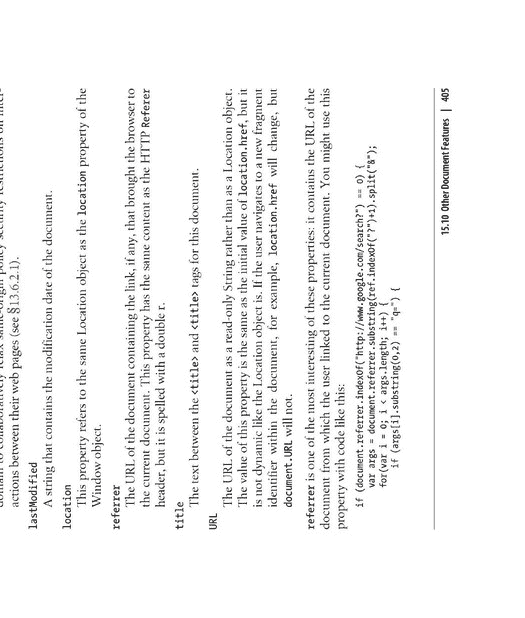 domain to collaboratively relax same-origin policy security restrictions on inter-
actions between their web pages (see §13.6.2.1).
lastModified
A string that contains the modification date of the document.
location
This property refers to the same Location object as the location property of the
Window object.
referrer
The URL of the document containing the link, if any, that brought the browser to
the current document. This property has the same content as the HTTP Referer
header, but it is spelled with a double r.
title
The text between the <title> and </title> tags for this document.
URL
The URL of the document as a read-only String rather than as a Location object.
The value of this property is the same as the initial value of location.href, but it
is not dynamic like the Location object is. If the user navigates to a new fragment
identifier within the document, for example, location.href will change, but
document.URL will not.
referrer is one of the most interesting of these properties: it contains the URL of the
document from which the user linked to the current document. You might use this
property with code like this:
if (document.referrer.indexOf("http://www.google.com/search?") == 0) {
var args = document.referrer.substring(ref.indexOf("?")+1).split("&");
for(var i = 0; i < args.length; i++) {
if (args[i].substring(0,2) == "q=") {
15.10 Other Document Features | 405